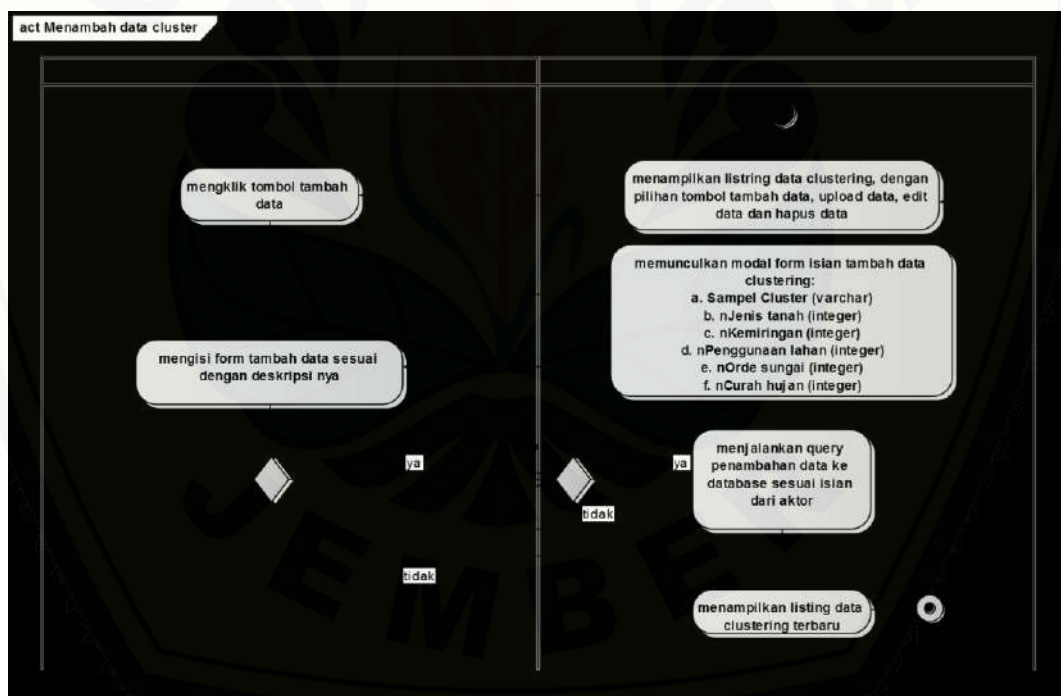 act Menambah data cluster
mengklik tombol tambah
data
menampilkan listring data clustering, dengan
pilihan tombol tambah data, upload data, edit
data dan hapus data
memunculkan modal form isian tambah data
clustering:
a. Sampel Cluster (varchar)
b. nJenis tanah (integer)
c. nKemiringan (integer)
d. nPenggunaan lahan (integer)
e. nOrde sungai (integer)
f. nCurah hujan (integer)
mengisi form tambah data sesuai
dengan deskripsi nya
ya
ya
menjalankan query
penambahan data ke
database sesuai isian
dari aktor
tidak
tidak
menampilkan listing data
clustering terbaru
JEMBER